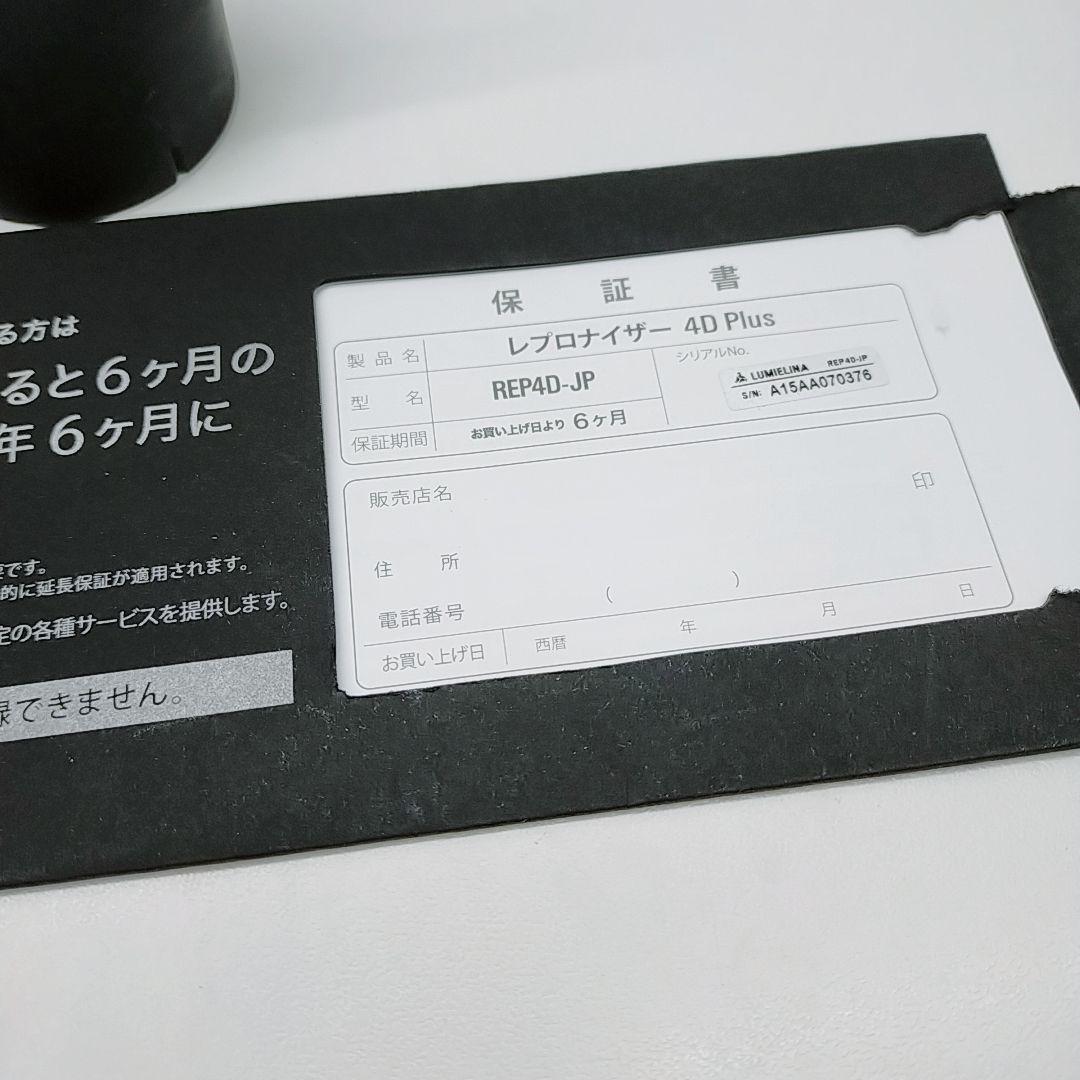 る方は
ると6ヶ月の
年6ヶ月に
です。
的に延長保証が適用されます。
定の各種サービスを提供します。
録できません。
保証書
製品名 レプロナイザー 4D Plus
型名 REP4D-JP シリアルNo.
LUMIELINA REP4D-JP
S/N: A15AA070376
保証期間 お買い上げ日より 6ヶ月
販売店名 印
住所
電話番号 ( )
お買い上げ日 西暦 年 月 日